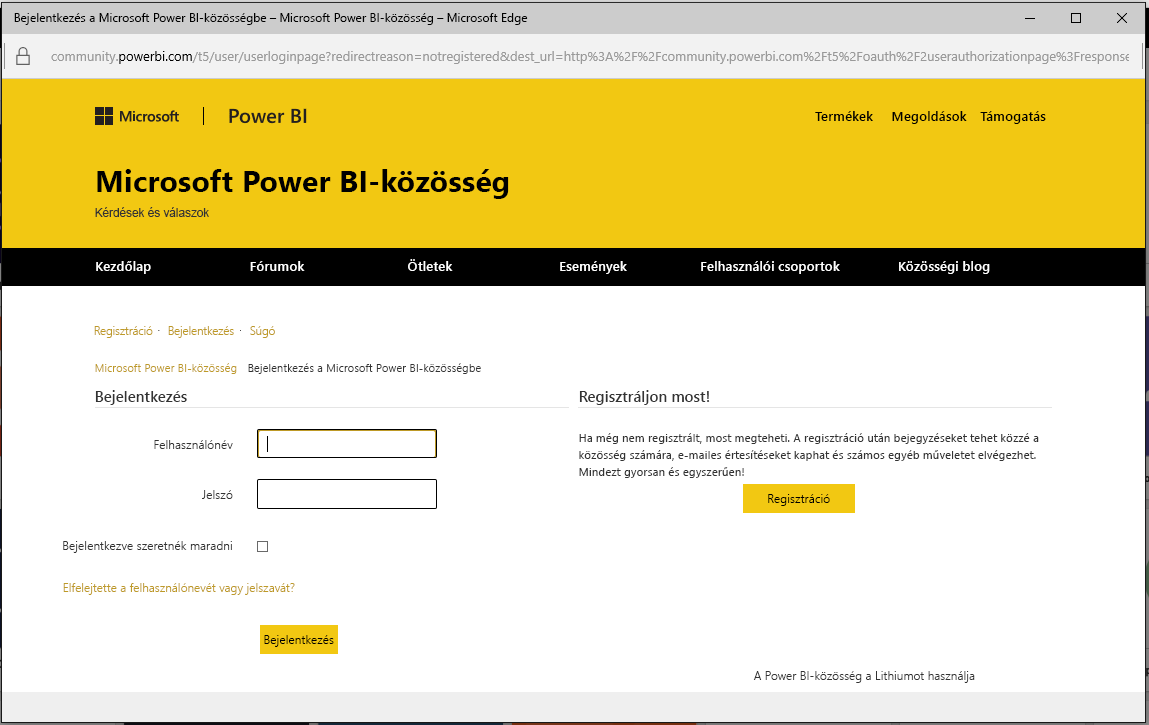 Bejelentkezés a Microsoft Power BI-közösségbe – Microsoft Power BI-közösség – Microsoft Edge
community.powerbi.com/t5/user/userloginpage?redirectreason=notregistered&dest_url=http%3A%2F%2Fcommunity.powerbi.com%2Ft5%2Foauth%2F2userauthorizationpage%3Fresponse
Microsoft | Power BI
Termékek Megoldások Támogatás
Microsoft Power BI-közösség
Kérdések és válaszok
Kezdőlap Fórumok Ötletek Események Felhasználói csoportok Közösségi blog
Regisztráció · Bejelentkezés · Súgó
Microsoft Power BI-közösség Bejelentkezés a Microsoft Power BI-közösségbe
Bejelentkezés
Felhasználónév
Jelszó
Bejelentkezve szeretnék maradni
Elfelejtette a felhasználónevét vagy jelszavát?
Bejelentkezés
Regisztráljon most!
Ha még nem regisztrált, most megteheti. A regisztráció után bejegyzéseket tehet közzé a
közösség számára, e-mailes értesítéseket kaphat és számos egyéb műveletet elvégezhet.
Mindezt gyorsan és egyszerűen!
Regisztráció
A Power BI-közösség a Lithiumot használja